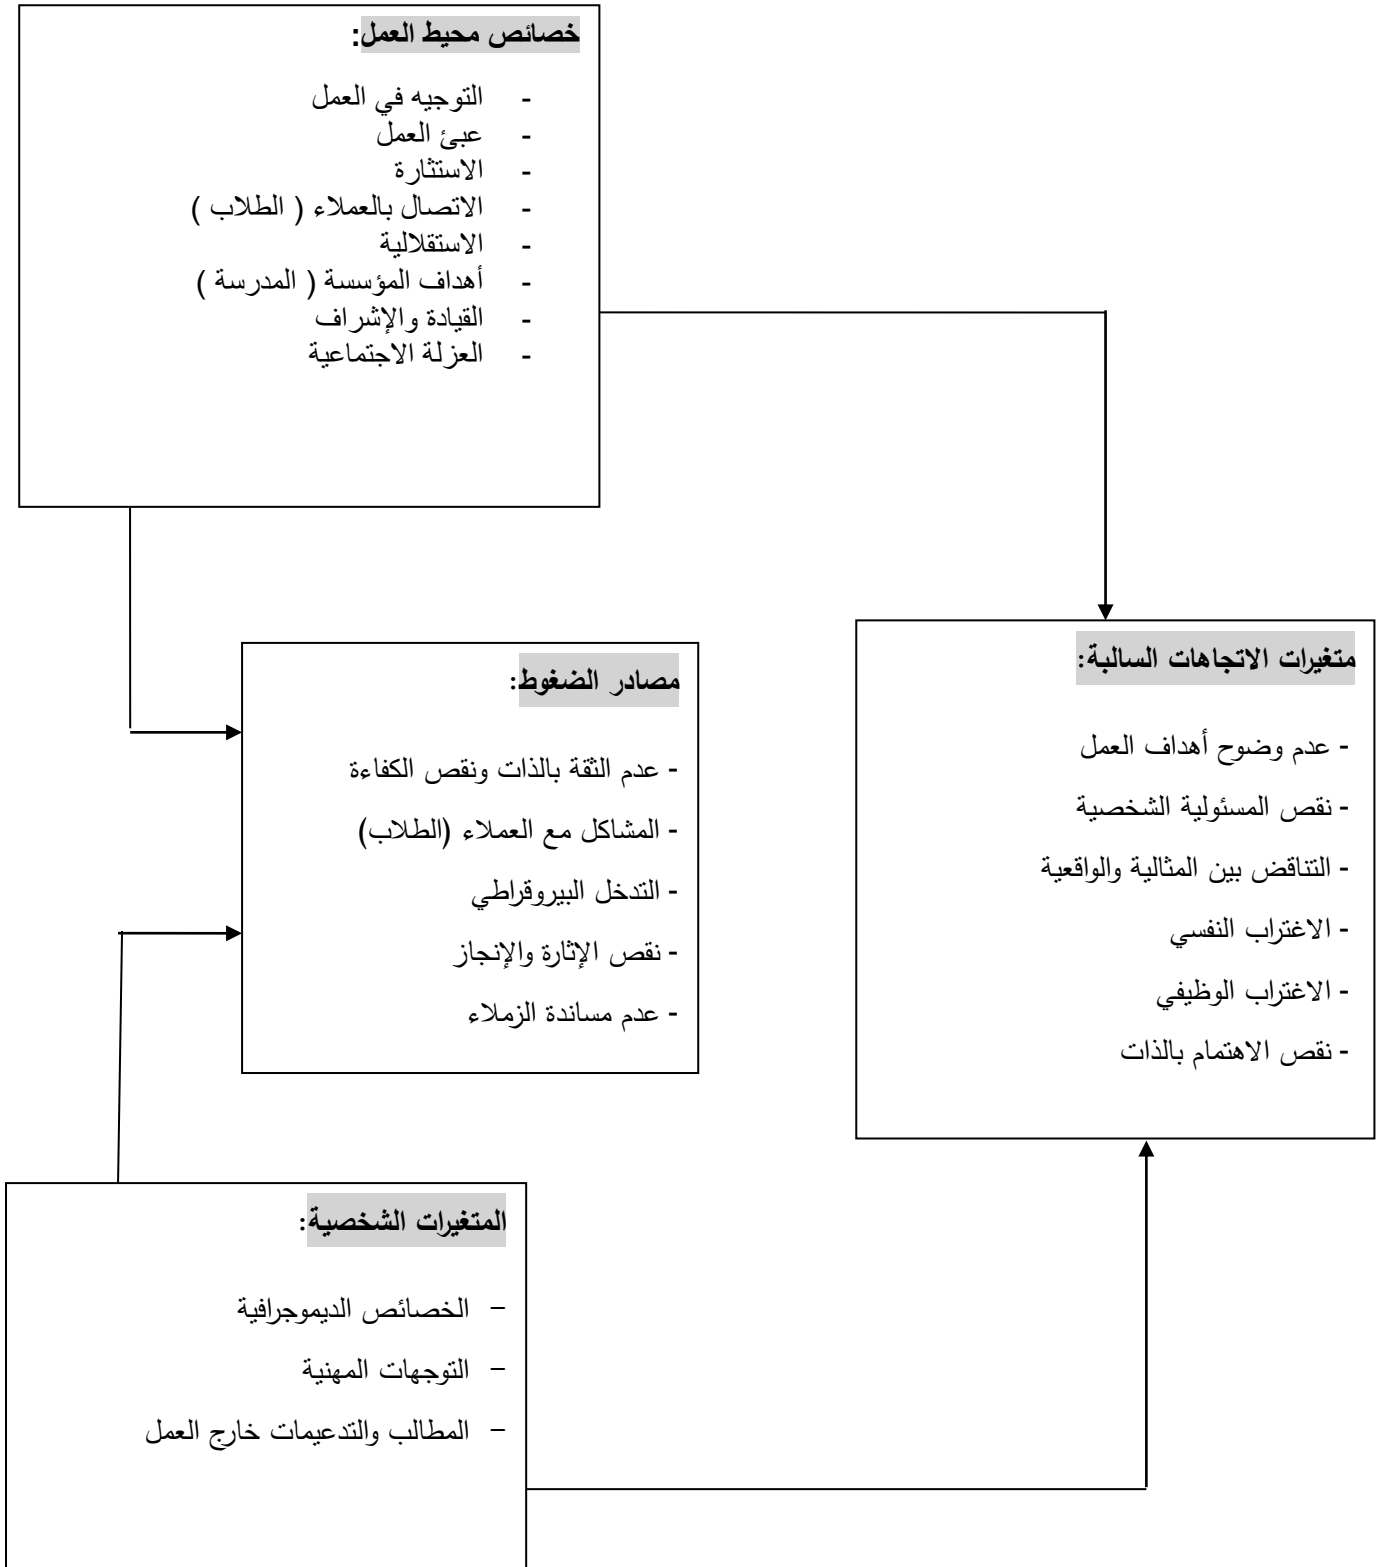 خصائص محيط العمل:
- التوجيه في العمل
- عبئ العمل
- الاستثارة
- الاتصال بالعملاء ( الطلاب )
- الاستقلالية
- أهداف المؤسسة ( المدرسة )
- القيادة والإشراف
- العزلة الاجتماعية
مصادر الضغوط:
- عدم الثقة بالذات ونقص الكفاءة
- المشاكل مع العملاء (الطلاب)
- التدخل البيروقراطي
- نقص الإثارة والإنجاز
- عدم مساندة الزملاء
متغيرات الاتجاهات السالبة:
- عدم وضوح أهداف العمل
- نقص المسئولية الشخصية
- التناقض بين المثالية والواقعية
- الاغتراب النفسي
- الاغتراب الوظيفي
- نقص الاهتمام بالذات
المتغيرات الشخصية:
– الخصائص الديموجرافية
– التوجهات المهنية
– المطالب والتدعيمات خارج العمل